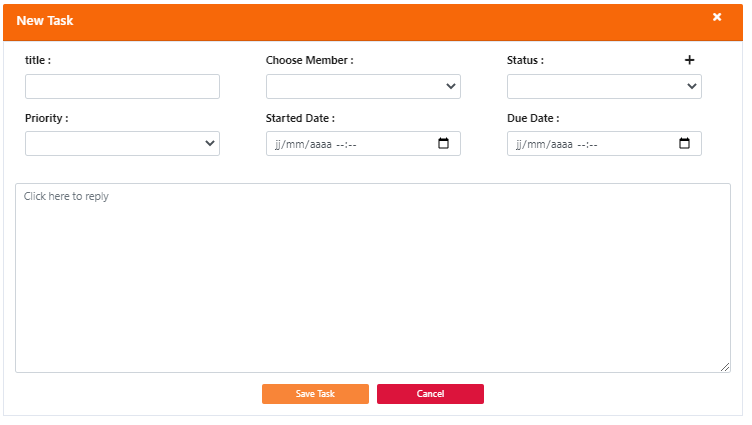 New Task ×
title : Choose Member : Status : +
Priority : Started Date : Due Date :
jj/mm/aaaa --:-- jj/mm/aaaa --:--
Click here to reply
Save Task Cancel